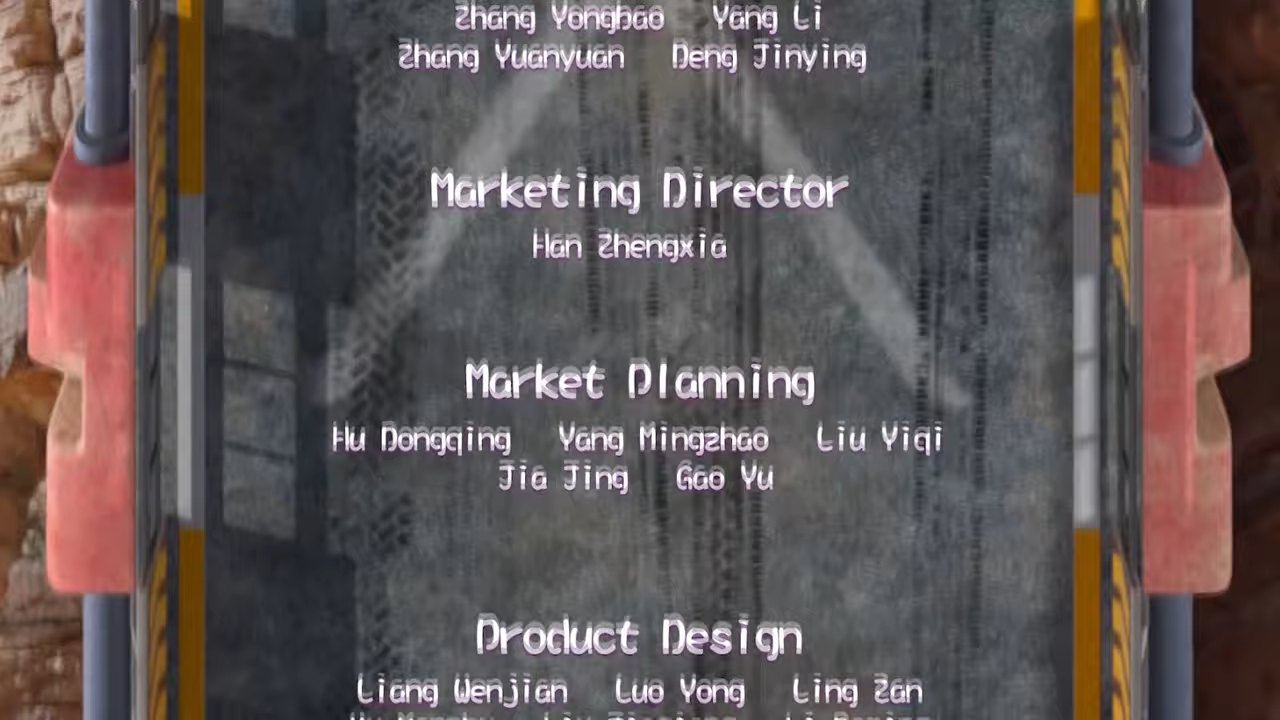 Zhang Yongbao Yang Li
Zhang Yuanyuan Deng Jinying
Marketing Director
Han Zhengxia
Market Planning
Hu Dongqing Yang Mingzhao Liu Yiqi
Jia Jing Gao Yu
Product Design
Liang Wenjian Luo Yong Ling Zan